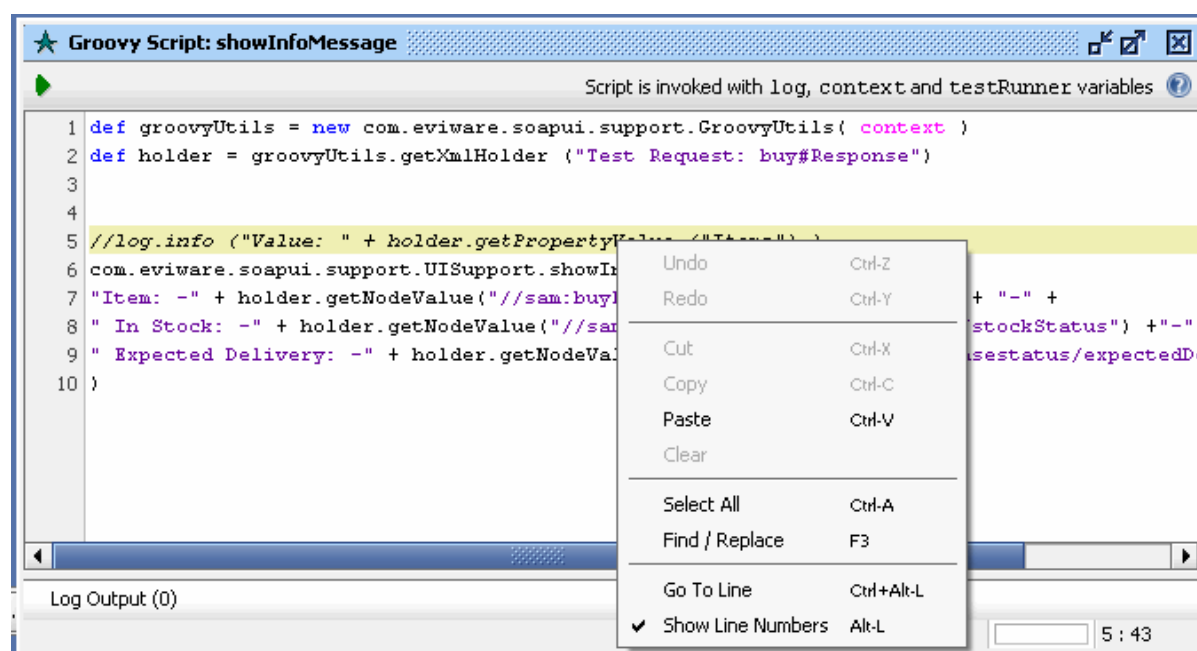 Groovy Script: showInfoMessage
Script is invoked with log, context and testRunner variables
1 def groovyUtils = new com.eviware.soapui.support.GroovyUtils( context )
2 def holder = groovyUtils.getXmlHolder ("Test Request: buy#Response")
3
4
5 //log.info ("Value: " + holder.getPropertyValue ("Items") )
6 com.eviware.soapui.support.UISupport.showIn
7 "Item: -" + holder.getNodeValue("//sam:buy + "-" +
8 " In Stock: -" + holder.getNodeValue("//sam stockStatus") +"-"
9 " Expected Delivery: -" + holder.getNodeVal sestatus/expectedD
10 )
Undo Ctrl-Z
Redo Ctrl-Y
Cut Ctrl-X
Copy Ctrl-C
Paste Ctrl-V
Clear
Select All Ctrl-A
Find / Replace F3
Go To Line Ctrl+Alt-L
Show Line Numbers Alt-L
Log Output (0)
5 : 43